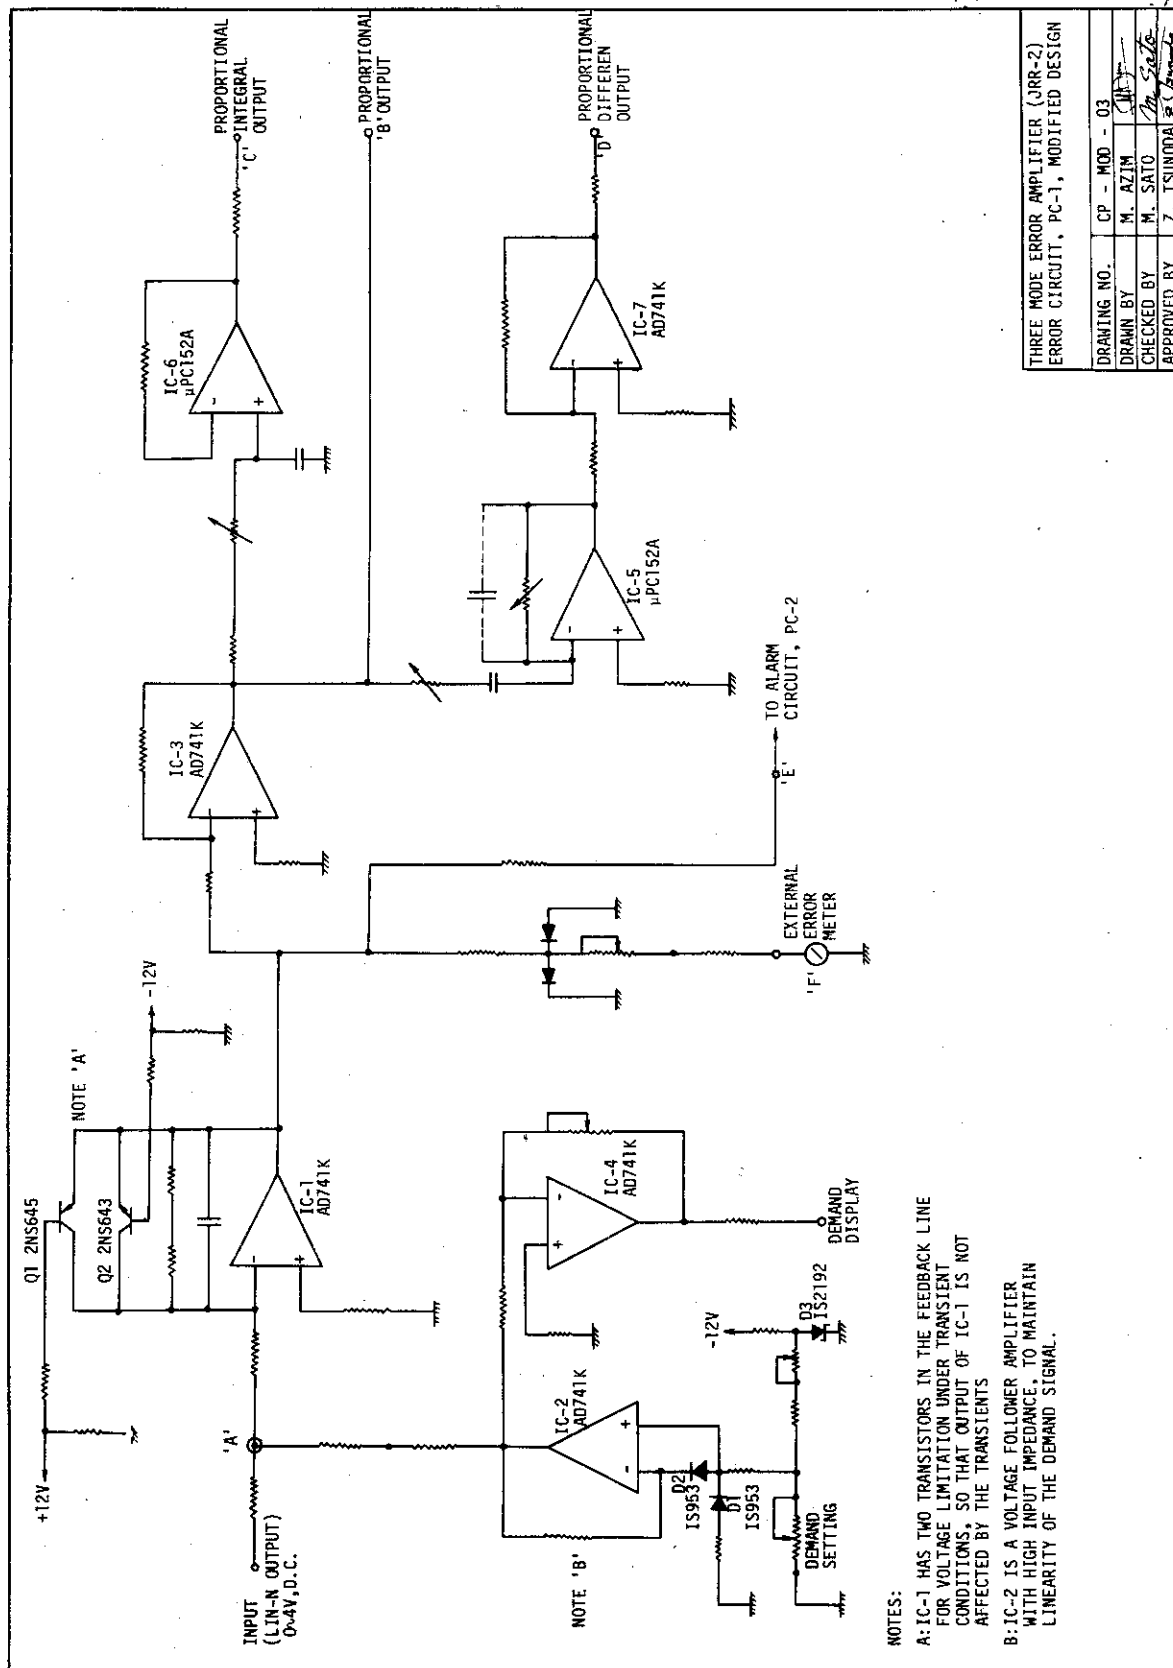 PROPORTIONAL
INTEGRAL
OUTPUT
'C'
PROPORTIONAL
'B' OUTPUT
PROPORTIONAL
DIFFEREN
OUTPUT
'D'
IC-6
µPC152A
-
+
IC-7
AD741K
-
+
IC-5
µPC152A
-
+
IC-3
AD741K
-
+
TO ALARM
CIRCUIT, PC-2
'E'
EXTERNAL
ERROR
METER
'F'
-12V
NOTE 'A'
Q1 2NS645
Q2 2NS643
IC-1
AD741K
-
+
+12V
'A'
INPUT
(LIN-N OUTPUT)
0∿4V,D.C.
IC-4
AD741K
-
+
DEMAND
DISPLAY
IC-2
AD741K
+
-
-12V
D3
IS2192
D2
IS953
D1
IS953
DEMAND
SETTING
NOTE 'B'
NOTES:
A:IC-1 HAS TWO TRANSISTORS IN THE FEEDBACK LINE
FOR VOLTAGE LIMITATION UNDER TRANSIENT
CONDITIONS, SO THAT OUTPUT OF IC-1 IS NOT
AFFECTED BY THE TRANSIENTS
B:IC-2 IS A VOLTAGE FOLLOWER AMPLIFIER
WITH HIGH INPUT IMPEDANCE, TO MAINTAIN
LINEARITY OF THE DEMAND SIGNAL.
THREE MODE ERROR AMPLIFIER (JRR-2)
ERROR CIRCUIT, PC-1, MODIFIED DESIGN
DRAWING NO. CP - MOD - 03
DRAWN BY M. AZIM
CHECKED BY M. SATO M. Sato
APPROVED BY Z. TSUNODA